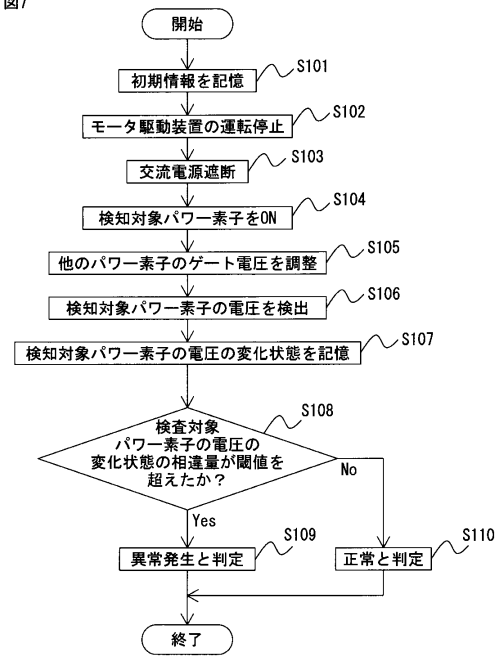 図7
開始
初期情報を記憶
S101
モータ駆動装置の運転停止
S102
交流電源遮断
S103
検知対象パワー素子をON
S104
他のパワー素子のゲート電圧を調整
S105
検知対象パワー素子の電圧を検出
S106
検知対象パワー素子の電圧の変化状態を記憶
S107
検査対象
パワー素子の電圧の
変化状態の相違量が閾値を
超えたか？
S108
No
Yes
異常発生と判定
S109
正常と判定
S110
終了